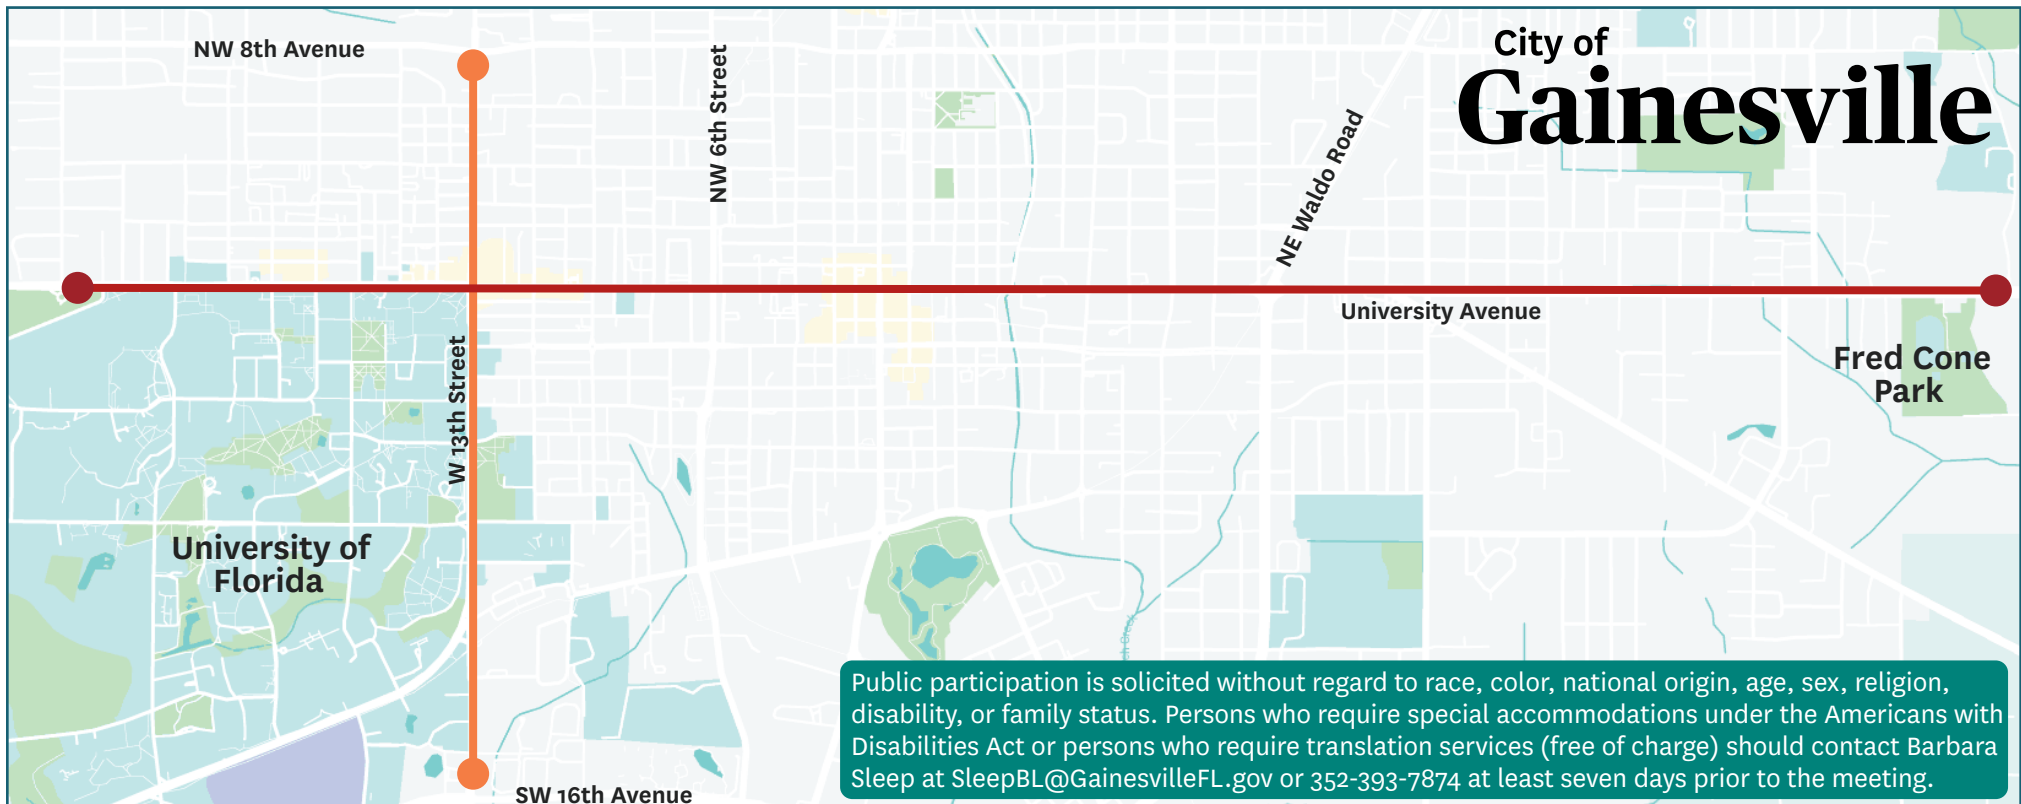 NW 8th Avenue
City of
Gainesville
NW 6th Street
NE Waldo Road
University Avenue
W 13th Street
Fred Cone
Park
University of
Florida
SW 16th Avenue
Public participation is solicited without regard to race, color, national origin, age, sex, religion,
disability, or family status. Persons who require special accommodations under the Americans with
Disabilities Act or persons who require translation services (free of charge) should contact Barbara
Sleep at SleepBL@GainesvilleFL.gov or 352-393-7874 at least seven days prior to the meeting.